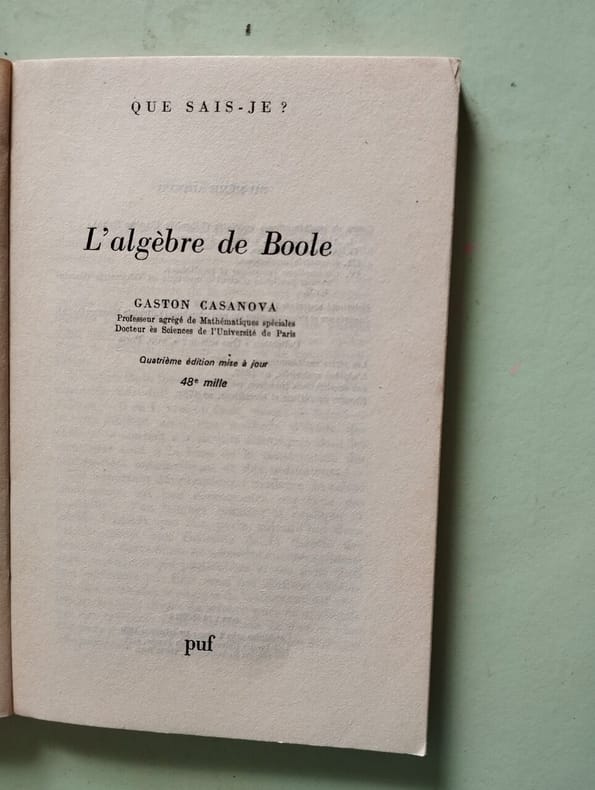 QUE SAIS-JE ?
L'algèbre de Boole
GASTON CASANOVA
Professeur agrégé de Mathématiques spéciales
Docteur ès Sciences de l'Université de Paris
Quatrième édition mise à jour
48e mille
puf